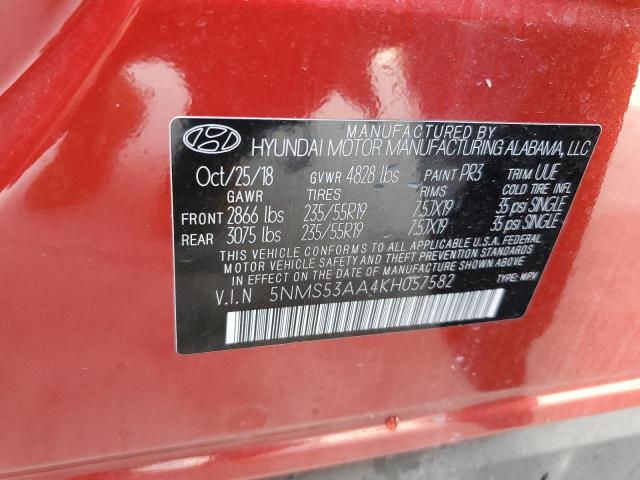 MANUFACTURED BY
HYUNDAI MOTOR MANUFACTURING ALABAMA, LLC
Oct/25/18 GVWR 4828 lbs PAINT PR3 TRIM UUE
GAWR TIRES RIMS COLD TIRE INFL
FRONT 2866 lbs 235/55R19 7.5JX19 35 psi SINGLE
REAR 3075 lbs 235/55R19 7.5JX19 35 psi SINGLE
THIS VEHICLE CONFORMS TO ALL APPLICABLE U.S.A. FEDERAL
MOTOR VEHICLE SAFETY AND THEFT PREVENTION STANDARDS
IN EFFECT ON THE DATE OF MANUFACTURE SHOWN ABOVE
V.I.N 5NMS53AA4KH057582 TYPE: MPV